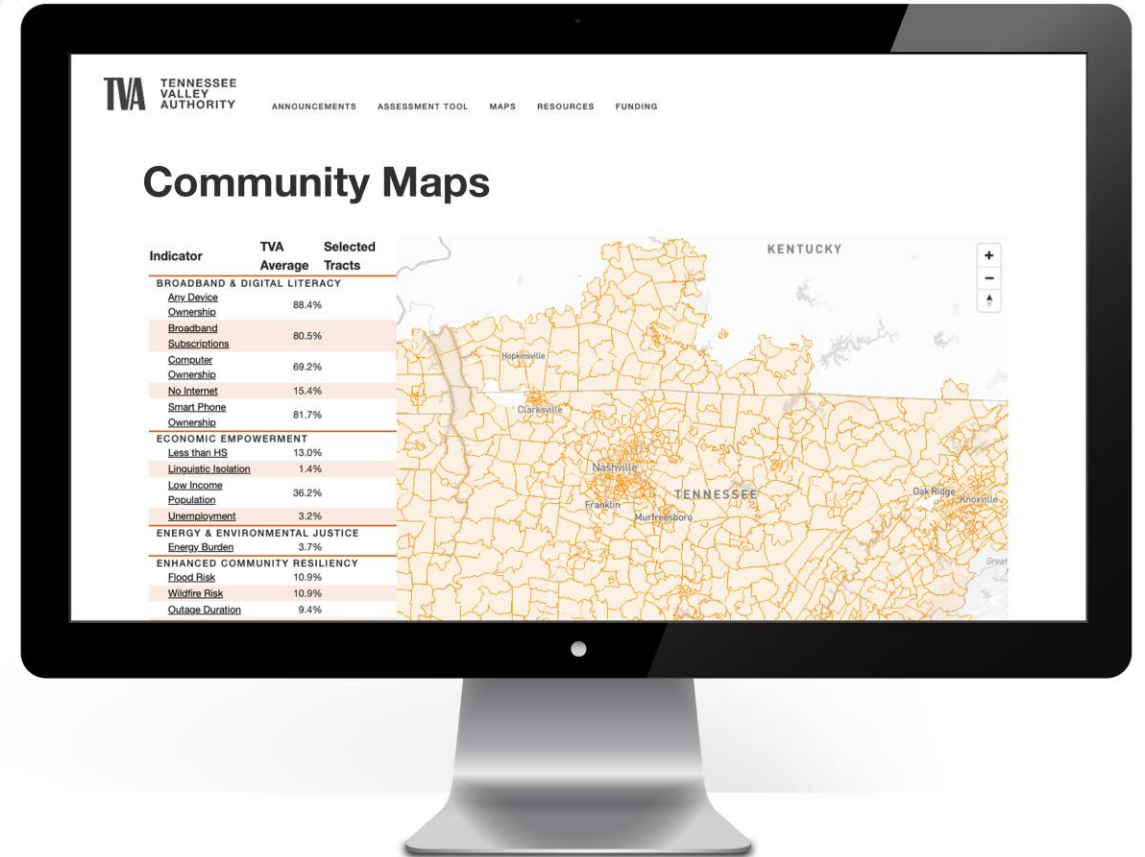 TVA
TENNESSEE
VALLEY
AUTHORITY
ANNOUNCEMENTS ASSESSMENT TOOL MAPS RESOURCES FUNDING
Community Maps
Indicator TVA Average Selected Tracts
BROADBAND & DIGITAL LITERACY
Any Device
Ownership 88.4%
Broadband
Subscriptions 80.5%
Computer
Ownership 69.2%
No Internet 15.4%
Smart Phone
Ownership 81.7%
ECONOMIC EMPOWERMENT
Less than HS 13.0%
Linguistic Isolation 1.4%
Low Income
Population 36.2%
Unemployment 3.2%
ENERGY & ENVIRONMENTAL JUSTICE
Energy Burden 3.7%
ENHANCED COMMUNITY RESILIENCY
Flood Risk 10.9%
Wildfire Risk 10.9%
Outage Duration 9.4%
KENTUCKY
+
−
Hopkinsville
Clarksville
Nashville
TENNESSEE
Franklin
Murfreesboro
Oak Ridge
Knoxville
Great